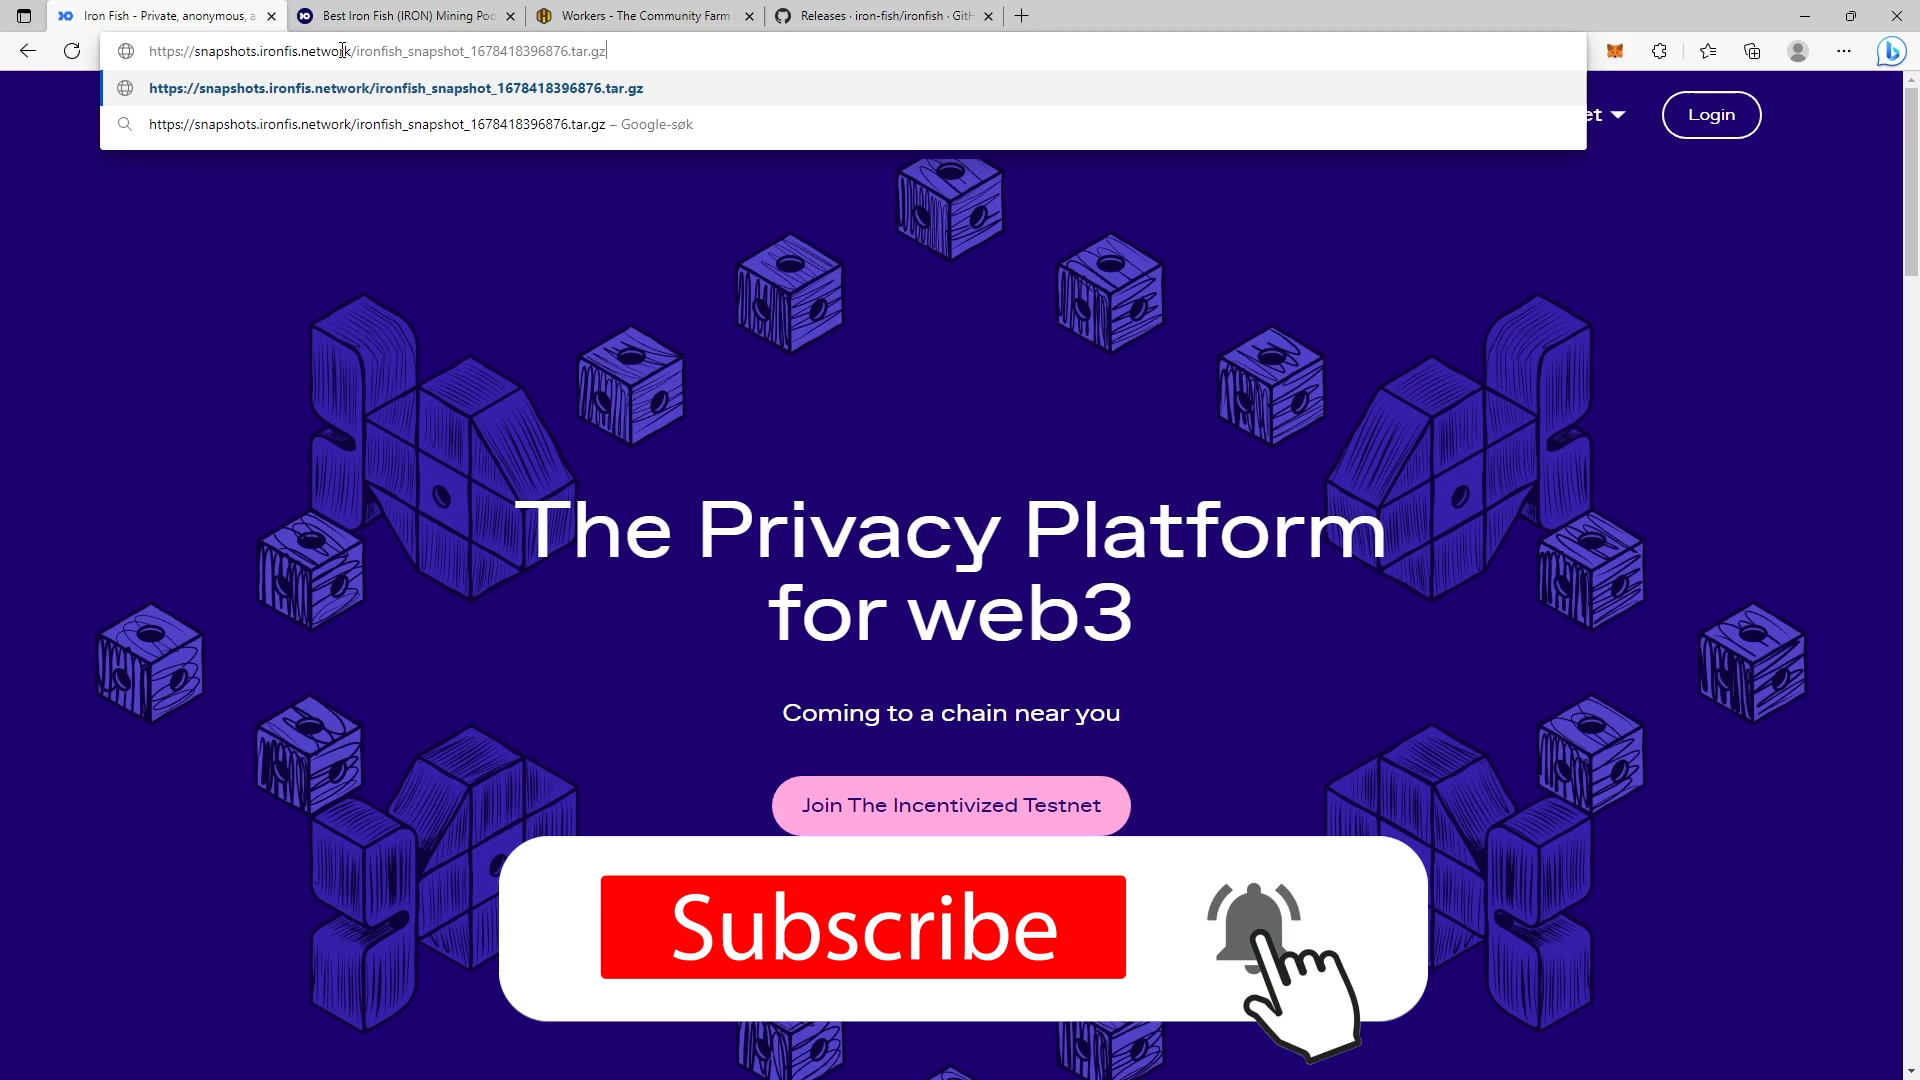 Iron Fish - Private, anonymous, a
Best Iron Fish (IRON) Mining Poo
Workers - The Community Farm
Releases · iron-fish/ironfish · GitH
https://snapshots.ironfis.network/ironfish_snapshot_1678418396876.tar.gz
https://snapshots.ironfis.network/ironfish_snapshot_1678418396876.tar.gz
https://snapshots.ironfis.network/ironfish_snapshot_1678418396876.tar.gz – Google-søk
et
Login
The Privacy Platform
for web3
Coming to a chain near you
Join The Incentivized Testnet
Subscribe